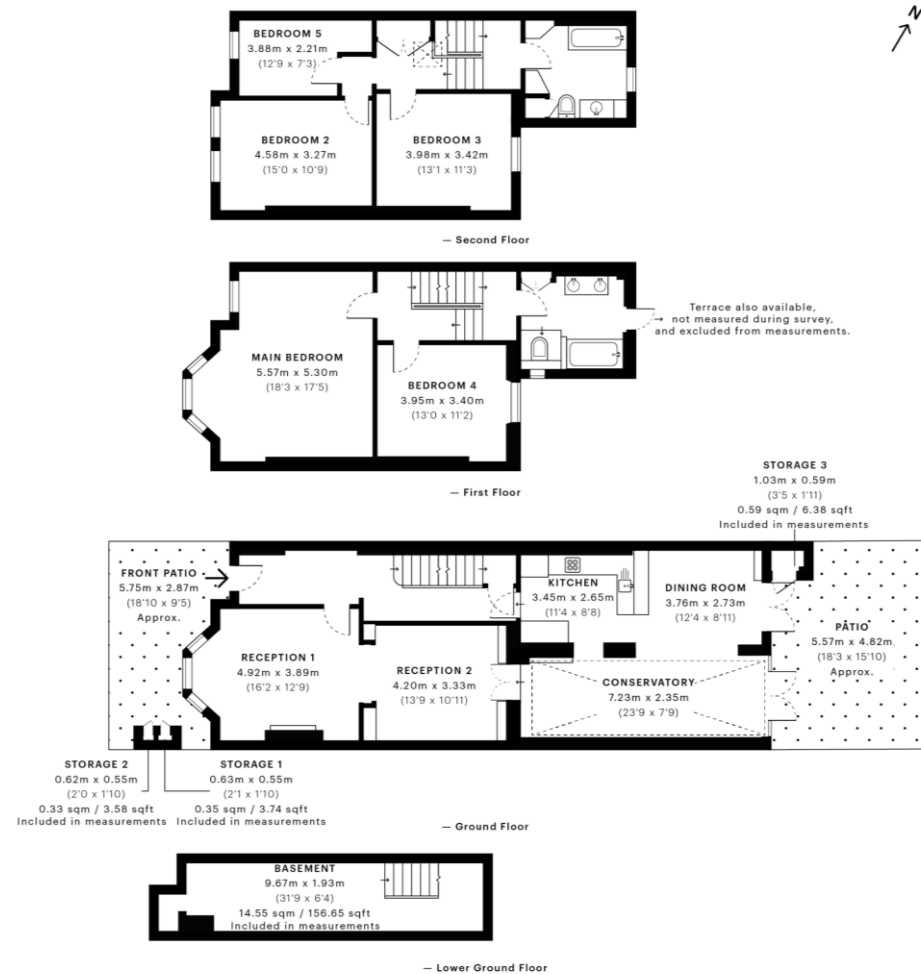 N
BEDROOM 5
3.88m x 2.21m
(12'9 x 7'3)
BEDROOM 2
4.58m x 3.27m
(15'0 x 10'9)
BEDROOM 3
3.98m x 3.42m
(13'1 x 11'3)
— Second Floor
Terrace also available,
not measured during survey,
and excluded from measurements.
MAIN BEDROOM
5.57m x 5.30m
(18'3 x 17'5)
BEDROOM 4
3.95m x 3.40m
(13'0 x 11'2)
— First Floor
STORAGE 3
1.03m x 0.59m
(3'5 x 1'11)
0.59 sqm / 6.38 sqft
Included in measurements
FRONT PATIO
5.75m x 2.87m
(18'10 x 9'5)
Approx.
KITCHEN
3.45m x 2.65m
(11'4 x 8'8)
DINING ROOM
3.76m x 2.73m
(12'4 x 8'11)
PATIO
5.57m x 4.82m
(18'3 x 15'10)
Approx.
RECEPTION 1
4.92m x 3.89m
(16'2 x 12'9)
RECEPTION 2
4.20m x 3.33m
(13'9 x 10'11)
CONSERVATORY
7.23m x 2.35m
(23'9 x 7'9)
STORAGE 2
0.62m x 0.55m
(2'0 x 1'10)
0.33 sqm / 3.58 sqft
Included in measurements
STORAGE 1
0.63m x 0.55m
(2'1 x 1'10)
0.35 sqm / 3.74 sqft
Included in measurements
— Ground Floor
BASEMENT
9.67m x 1.93m
(31'9 x 6'4)
14.55 sqm / 156.65 sqft
Included in measurements
— Lower Ground Floor